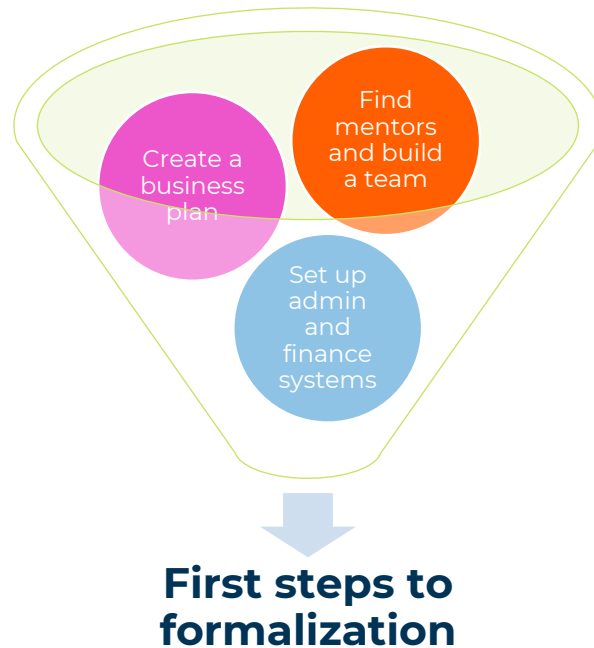 Find
mentors
and build
a team
Create a
business
plan
Set up
admin
and
finance
systems
First steps to
formalization